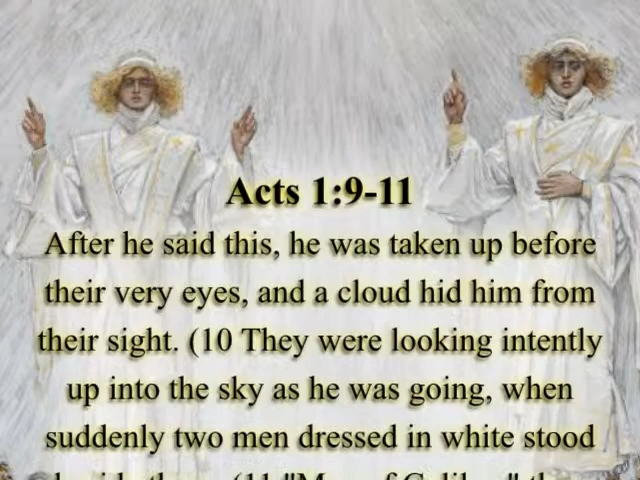 Acts 1:9-11
After he said this, he was taken up before
their very eyes, and a cloud hid him from
their sight. (10 They were looking intently
up into the sky as he was going, when
suddenly two men dressed in white stood